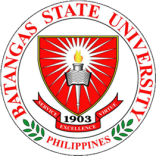 BATANGAS STATE UNIVERSITY
1903
SERVICE
EXCELLENCE
VIRTUE
PHILIPPINES